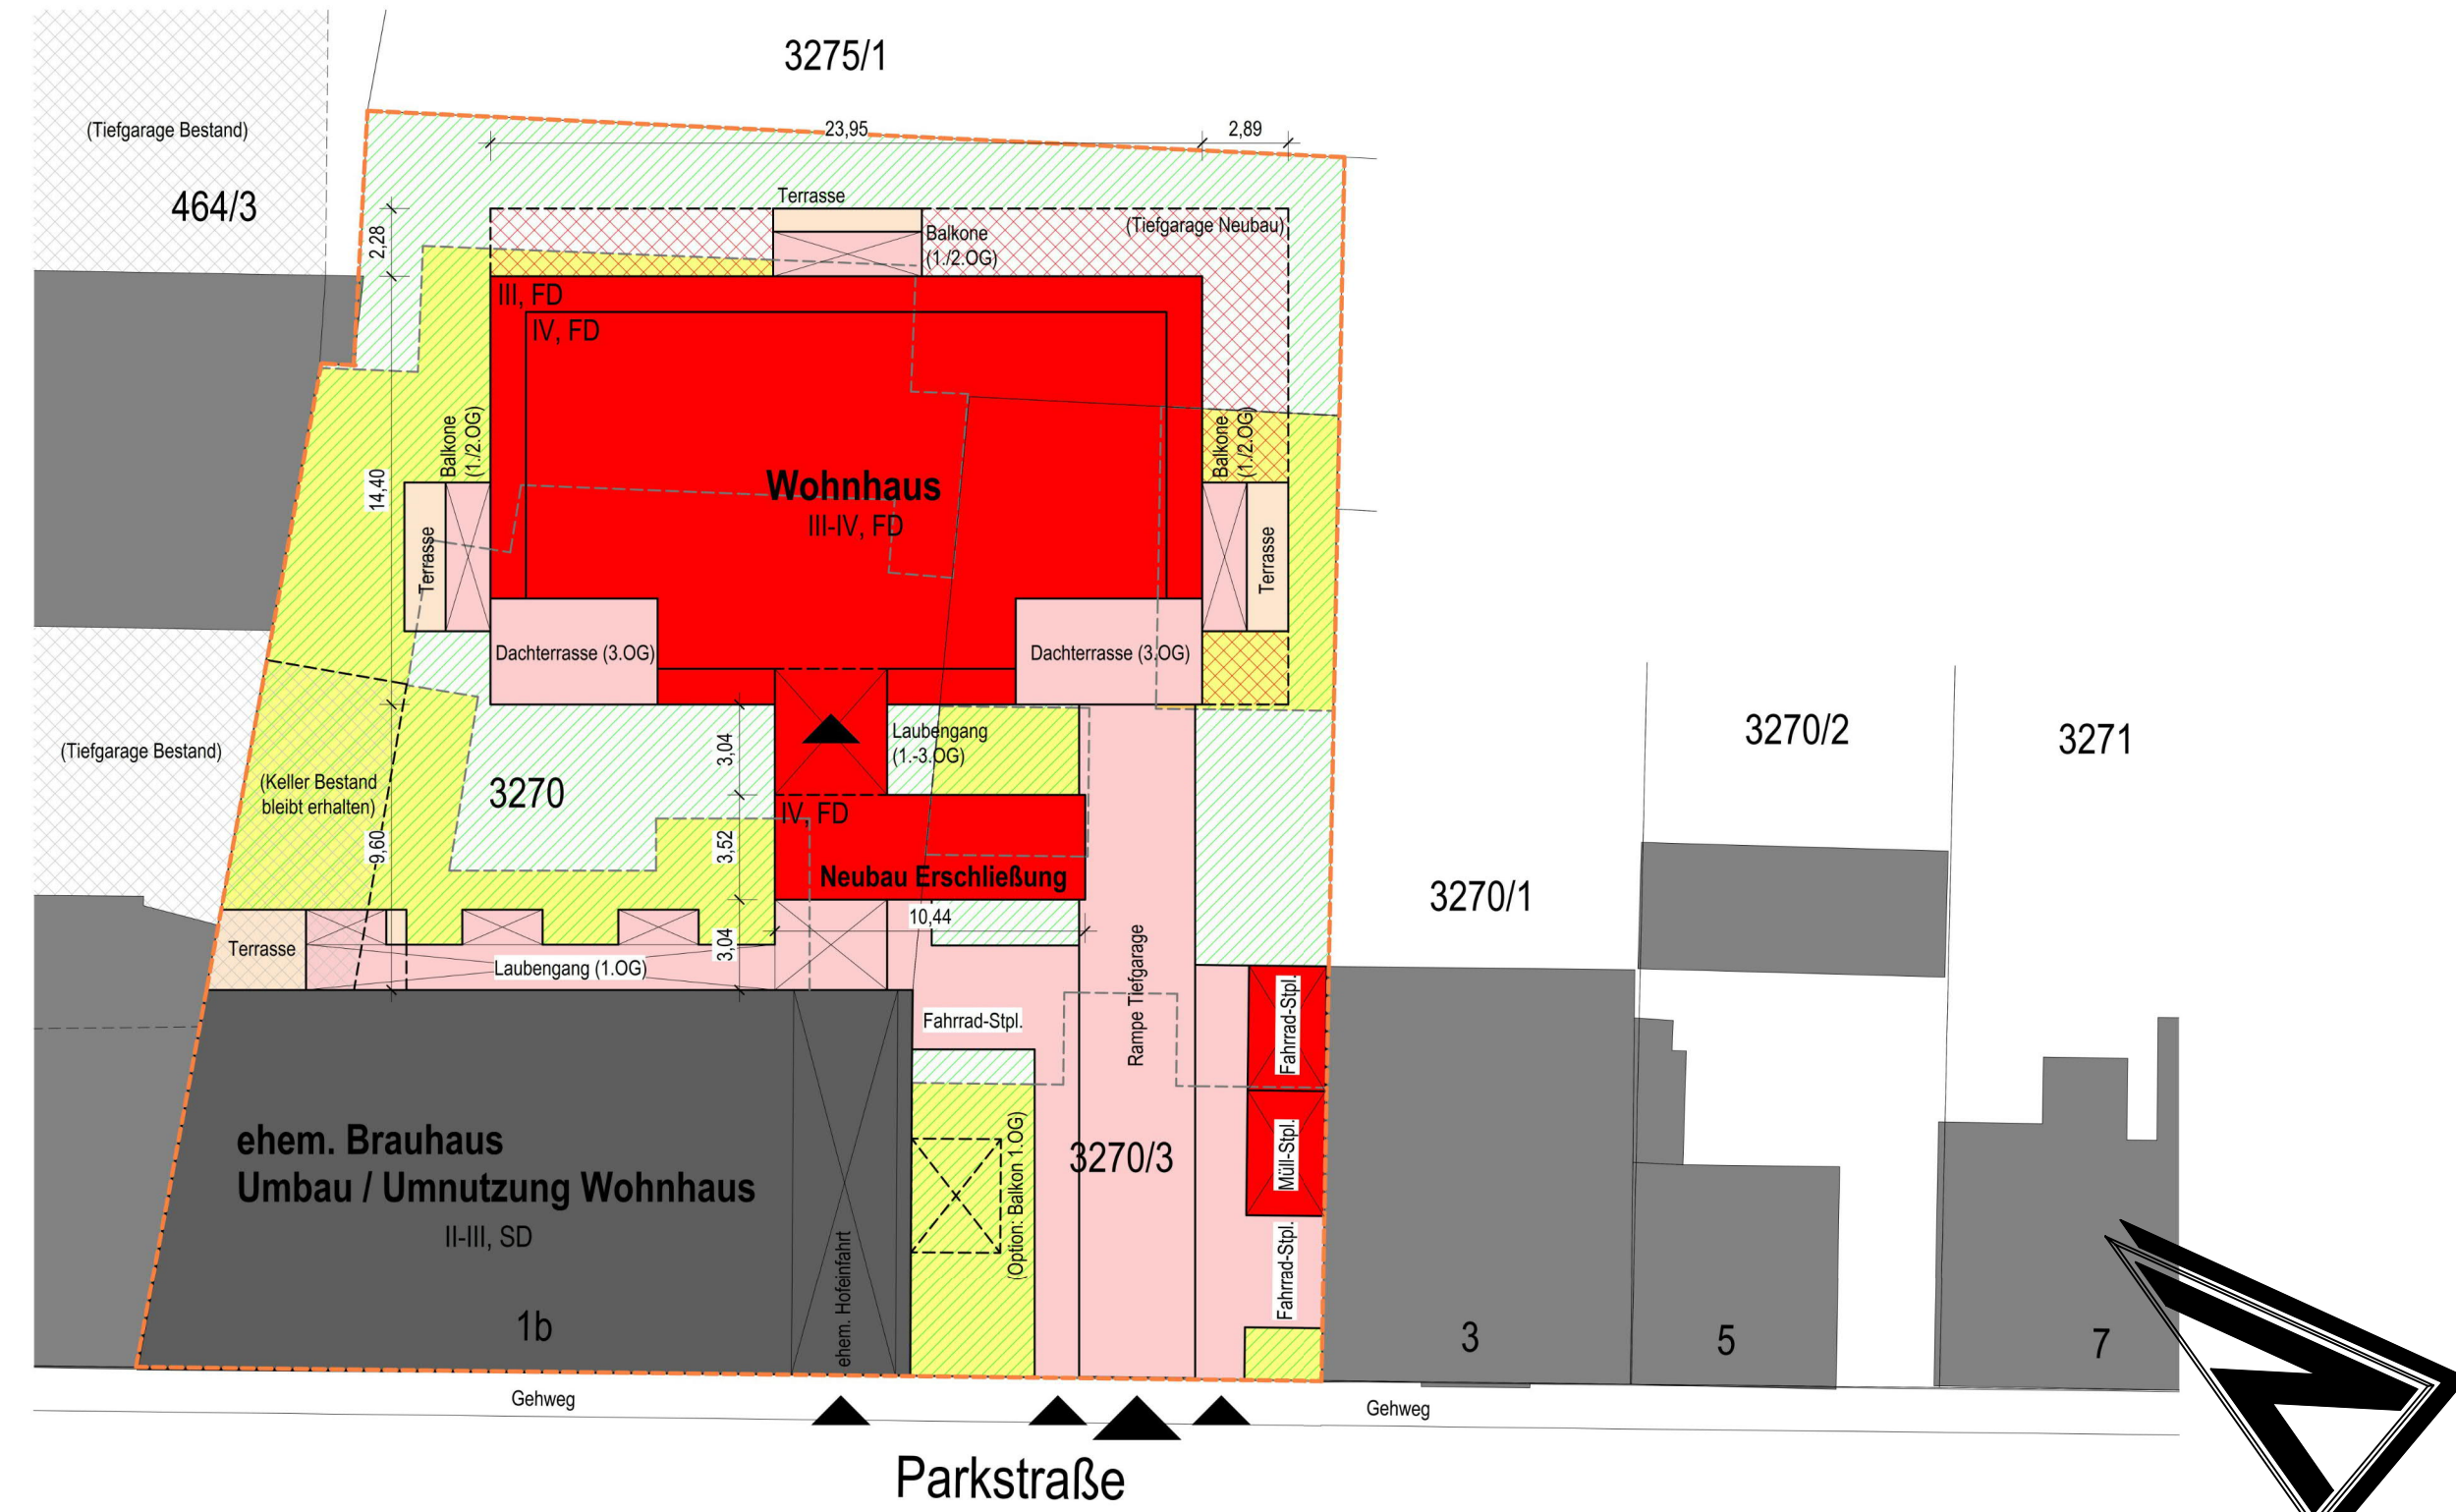 3275/1
(Tiefgarage Bestand)
23,95
2,89
464/3
Terrasse
2,28
Balkone
(1./2.OG)
(Tiefgarage Neubau)
III, FD
IV, FD
Balkone
(1./2.OG)
Balkone
(1./2.OG)
14,40
Wohnhaus
III-IV, FD
Terrasse
Terrasse
Dachterrasse (3.OG)
Dachterrasse (3.OG)
(Tiefgarage Bestand)
3,04
Laubengang
(1.-3.OG)
3270/2
3271
(Keller Bestand
bleibt erhalten)
3270
IV, FD
9,60
3,52
Neubau Erschließung
3270/1
10,44
Terrasse
3,04
Laubengang (1.OG)
Rampe Tiefgarage
Fahrrad-Stpl.
Fahrrad-Stpl.
ehem. Brauhaus
Umbau / Umnutzung Wohnhaus
II-III, SD
3270/3
Müll-Stpl.
(Option: Balkon 1.OG)
ehem. Hofeinfahrt
Fahrrad-Stpl.
1b
3
5
7
Gehweg
Gehweg
Parkstraße